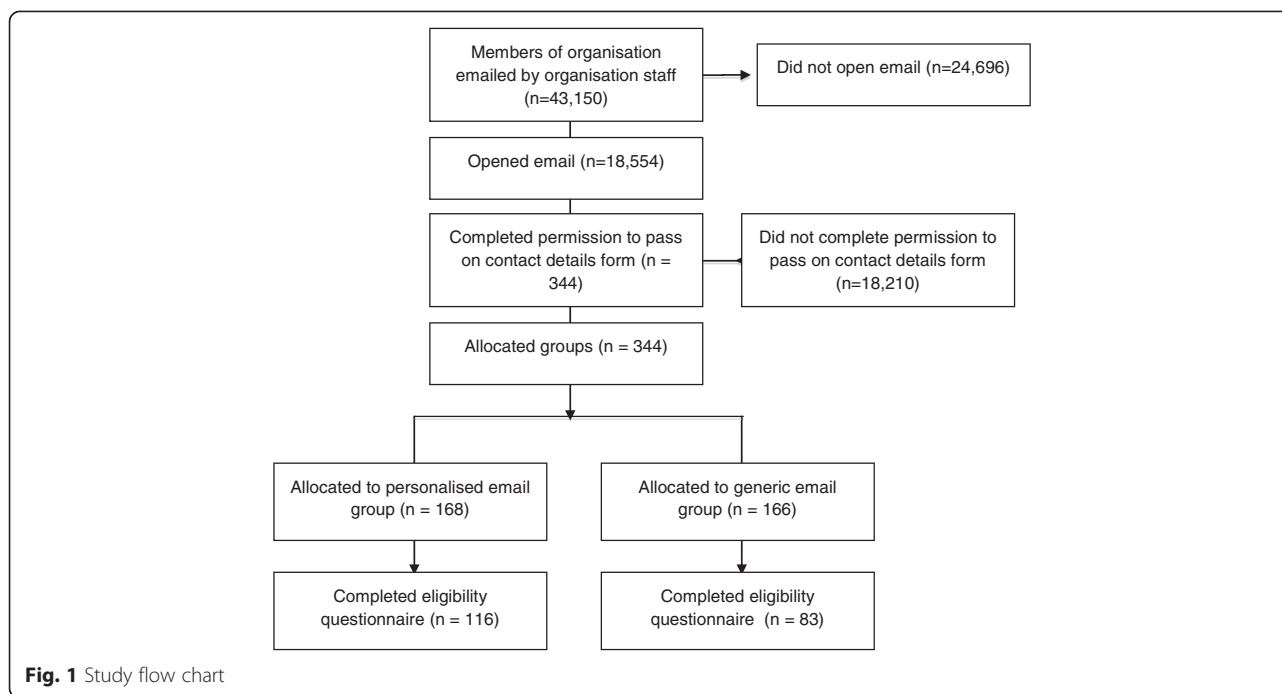 Members of organisation
emailed by organisation staff
(n=43,150)
Did not open email (n=24,696)
Opened email (n=18,554)
Completed permission to pass
on contact details form (n =
344)
Did not complete permission to
pass on contact details form
(n=18,210)
Allocated groups (n = 344)
Allocated to personalised email
group (n = 168)
Allocated to generic email
group (n = 166)
Completed eligibility
questionnaire (n = 116)
Completed eligibility
questionnaire (n = 83)
Fig. 1 Study flow chart